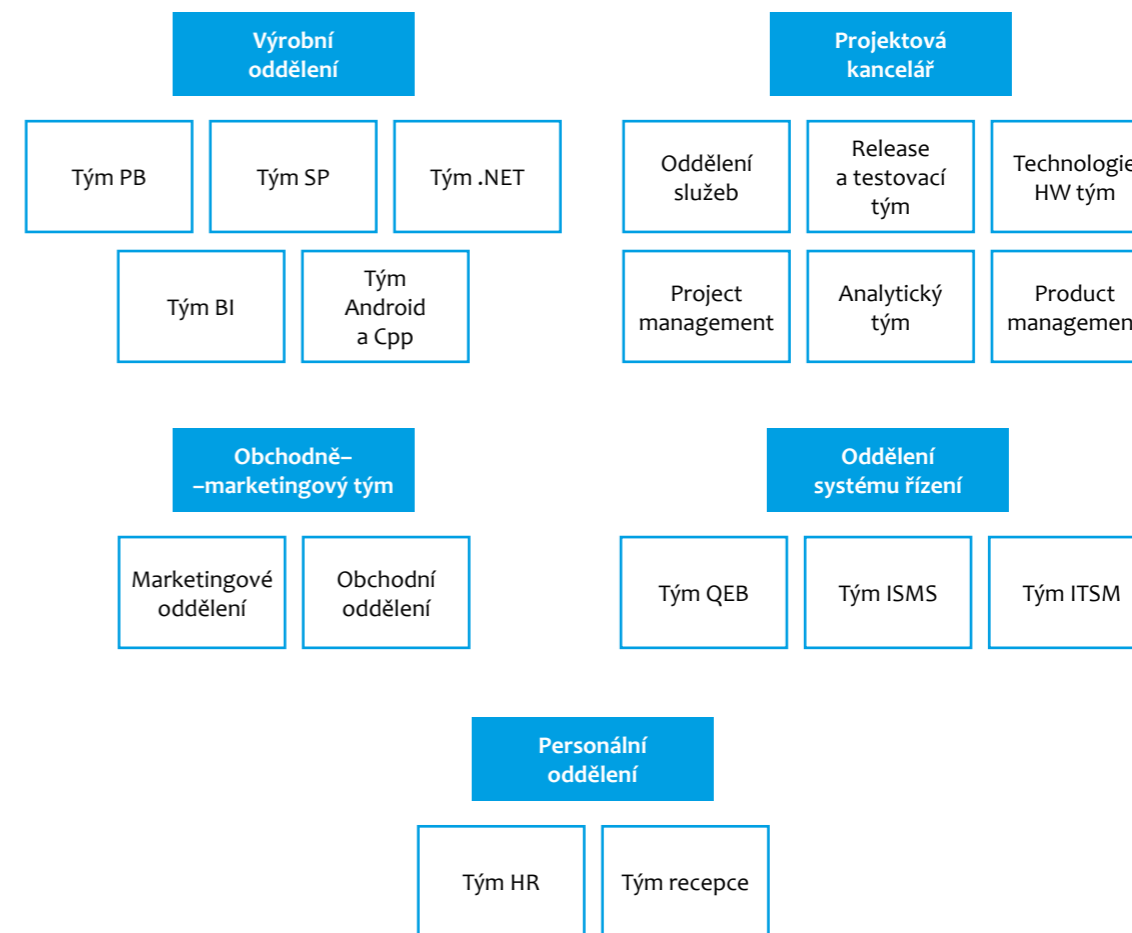 Výrobní
oddělení
Tým PB
Tým SP
Tým .NET
Tým BI
Tým
Android
a Cpp
Projektová
kancelář
Oddělení
služeb
Release
a testovací
tým
Technologie
HW tým
Project
management
Analytický
tým
Product
managemen
Obchodně–
–marketingový tým
Marketingové
oddělení
Obchodní
oddělení
Oddělení
systému řízení
Tým QEB
Tým ISMS
Tým ITSM
Personální
oddělení
Tým HR
Tým recepce